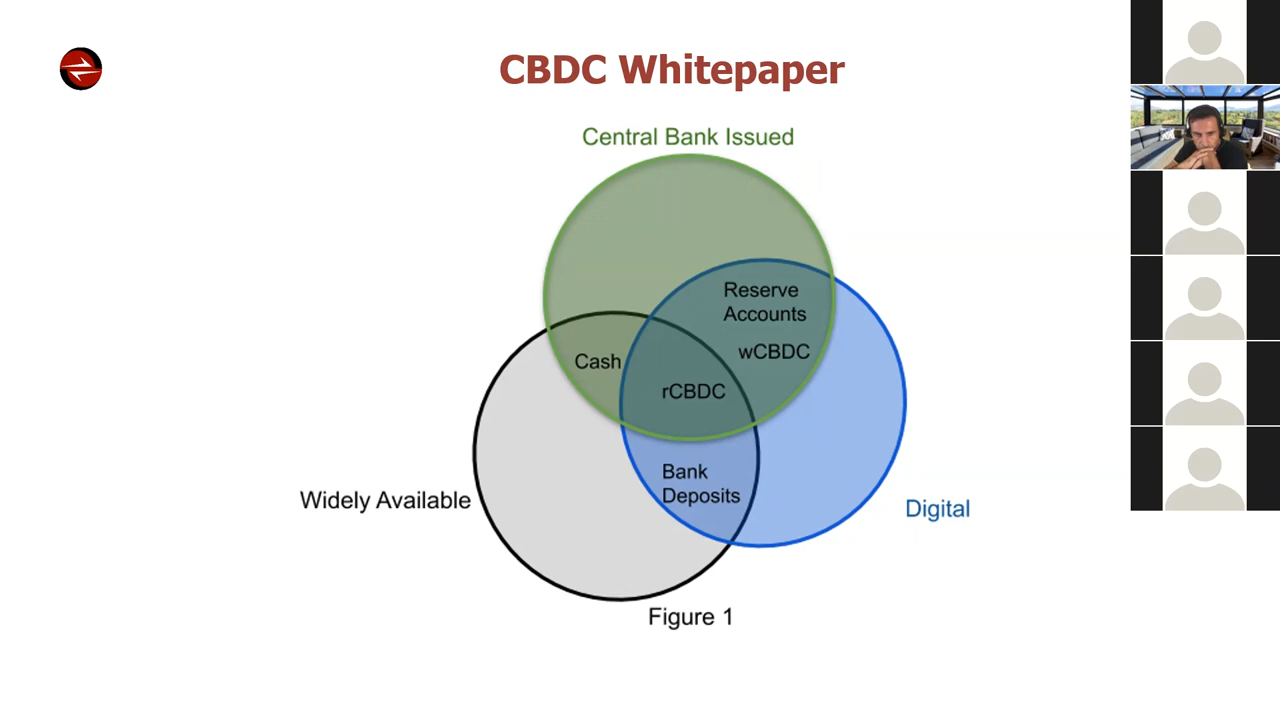 CBDC Whitepaper
Central Bank Issued
Reserve
Accounts
wCBDC
Cash
rCBDC
Bank
Deposits
Widely Available
Digital
Figure 1